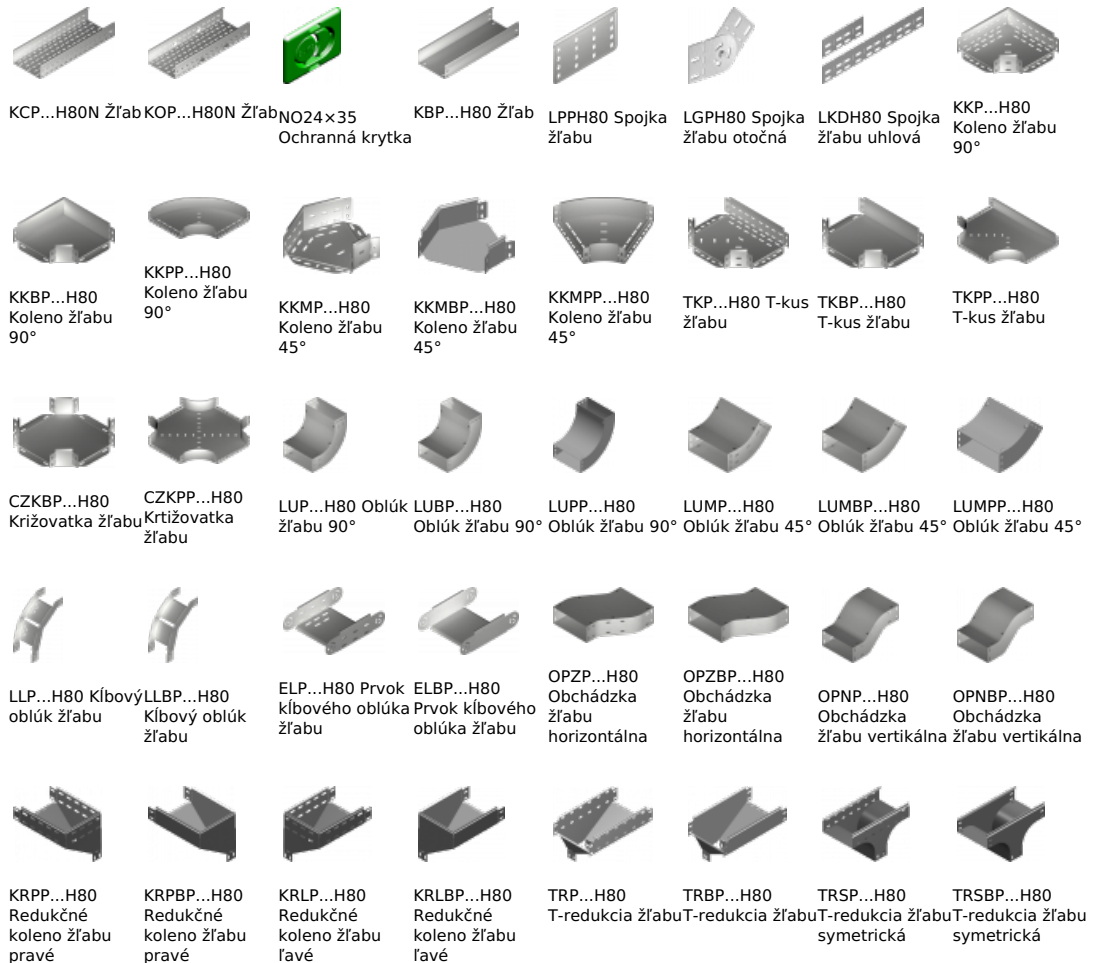 KCP...H80N Žľab
KOP...H80N Žľab
NO24×35
Ochranná krytka
KBP...H80 Žľab
LPPH80 Spojka
žľabu
LGPH80 Spojka
žľabu otočná
LKDH80 Spojka
žľabu uhlová
KKP...H80
Koleno žľabu
90°
KKBP...H80
Koleno žľabu
90°
KKPP...H80
Koleno žľabu
90°
KKMP...H80
Koleno žľabu
45°
KKMBP...H80
Koleno žľabu
45°
KKMPP...H80
Koleno žľabu
45°
TKP...H80 T-kus
žľabu
TKBP...H80
T-kus žľabu
TKPP...H80
T-kus žľabu
CZKBP...H80
Križovatka žľabu
CZKPP...H80
Krtižovatka
žľabu
LUP...H80 Oblúk
žľabu 90°
LUBP...H80
Oblúk žľabu 90°
LUPP...H80
Oblúk žľabu 90°
LUMP...H80
Oblúk žľabu 45°
LUMBP...H80
Oblúk žľabu 45°
LUMPP...H80
Oblúk žľabu 45°
LLP...H80 Kĺbový
oblúk žľabu
LLBP...H80
Kĺbový oblúk
žľabu
ELP...H80 Prvok
kĺbového oblúka
žľabu
ELBP...H80
Prvok kĺbového
oblúka žľabu
OPZP...H80
Obchádzka
žľabu
horizontálna
OPZBP...H80
Obchádzka
žľabu
horizontálna
OPNP...H80
Obchádzka
žľabu vertikálna
OPNBP...H80
Obchádzka
žľabu vertikálna
KRPP...H80
Redukčné
koleno žľabu
pravé
KRPBP...H80
Redukčné
koleno žľabu
pravé
KRLP...H80
Redukčné
koleno žľabu
ľavé
KRLBP...H80
Redukčné
koleno žľabu
ľavé
TRP...H80
T-redukcia žľabu
TRBP...H80
T-redukcia žľabu
TRSP...H80
T-redukcia žľabu
symetrická
TRSBP...H80
T-redukcia žľabu
symetrická